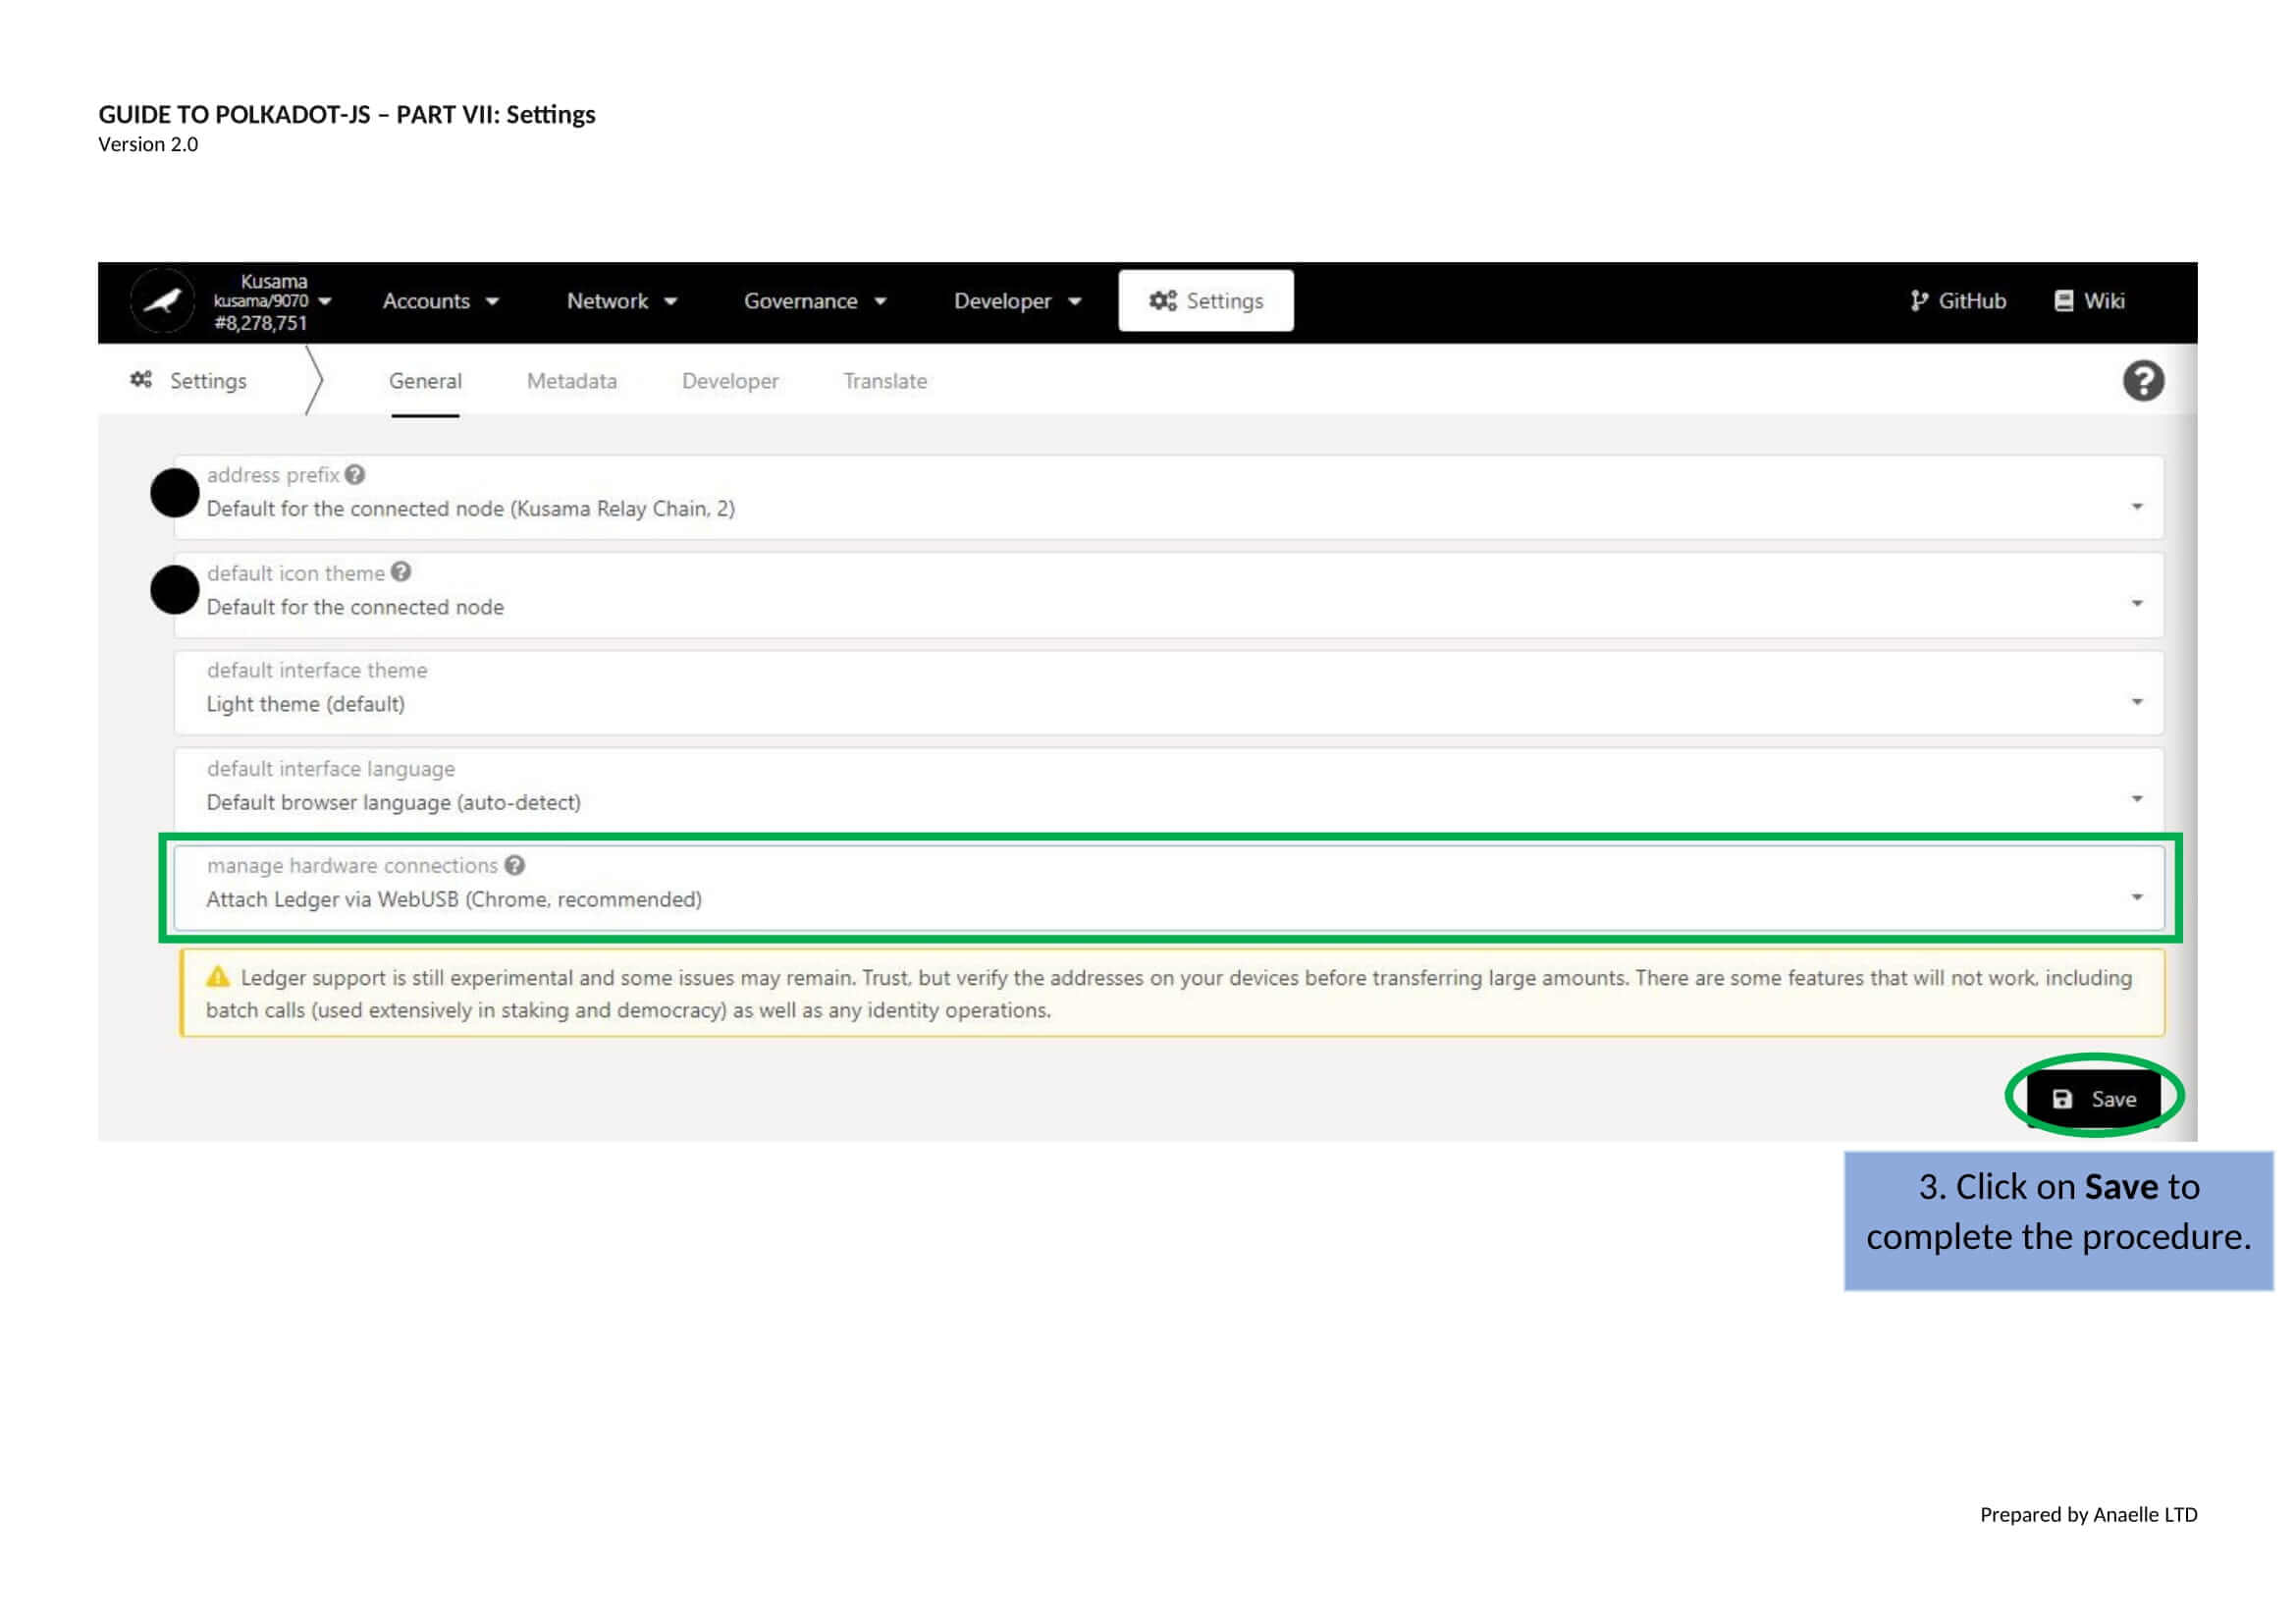 GUIDE TO POLKADOT-JS – PART VII: Settings
Version 2.0
Kusama
kusama/9070
#8,278,751
Accounts
Network
Governance
Developer
Settings
GitHub
Wiki
Settings
General
Metadata
Developer
Translate
address prefix
Default for the connected node (Kusama Relay Chain, 2)
default icon theme
Default for the connected node
default interface theme
Light theme (default)
default interface language
Default browser language (auto-detect)
manage hardware connections
Attach Ledger via WebUSB (Chrome, recommended)
Ledger support is still experimental and some issues may remain. Trust, but verify the addresses on your devices before transferring large amounts. There are some features that will not work, including
batch calls (used extensively in staking and democracy) as well as any identity operations.
Save
3. Click on Save to
complete the procedure.
Prepared by Anaelle LTD